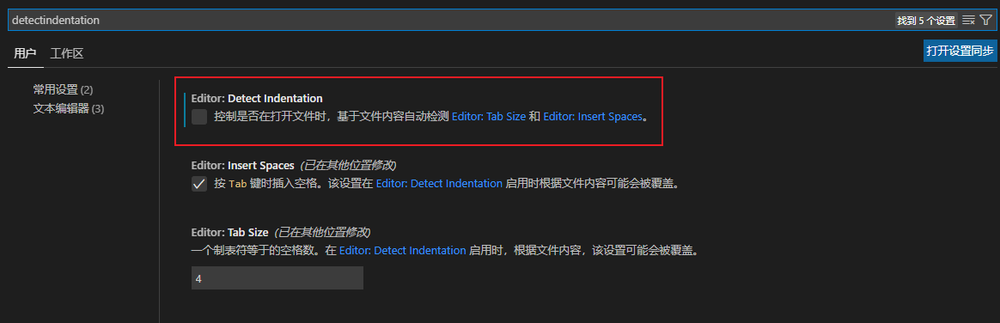 detectindentation
找到 5 个设置
用户
工作区
打开设置同步
常用设置 (2)
文本编辑器 (3)
Editor: Detect Indentation
控制是否在打开文件时，基于文件内容自动检测 Editor: Tab Size 和 Editor: Insert Spaces。
Editor: Insert Spaces (已在其他位置修改)
按 Tab 键时插入空格。该设置在 Editor: Detect Indentation 启用时根据文件内容可能会被覆盖。
Editor: Tab Size (已在其他位置修改)
一个制表符等于的空格数。在 Editor: Detect Indentation 启用时，根据文件内容，该设置可能会被覆盖。
4